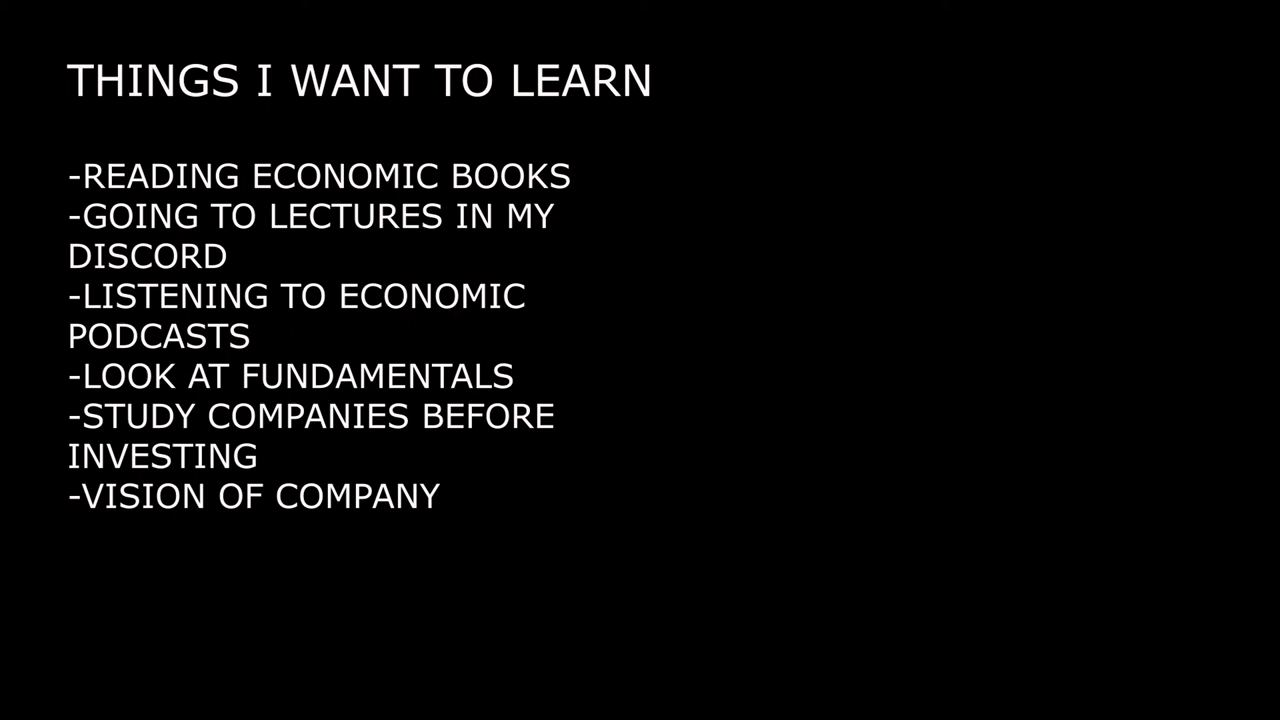 THINGS I WANT TO LEARN
-READING ECONOMIC BOOKS
-GOING TO LECTURES IN MY
DISCORD
-LISTENING TO ECONOMIC
PODCASTS
-LOOK AT FUNDAMENTALS
-STUDY COMPANIES BEFORE
INVESTING
-VISION OF COMPANY